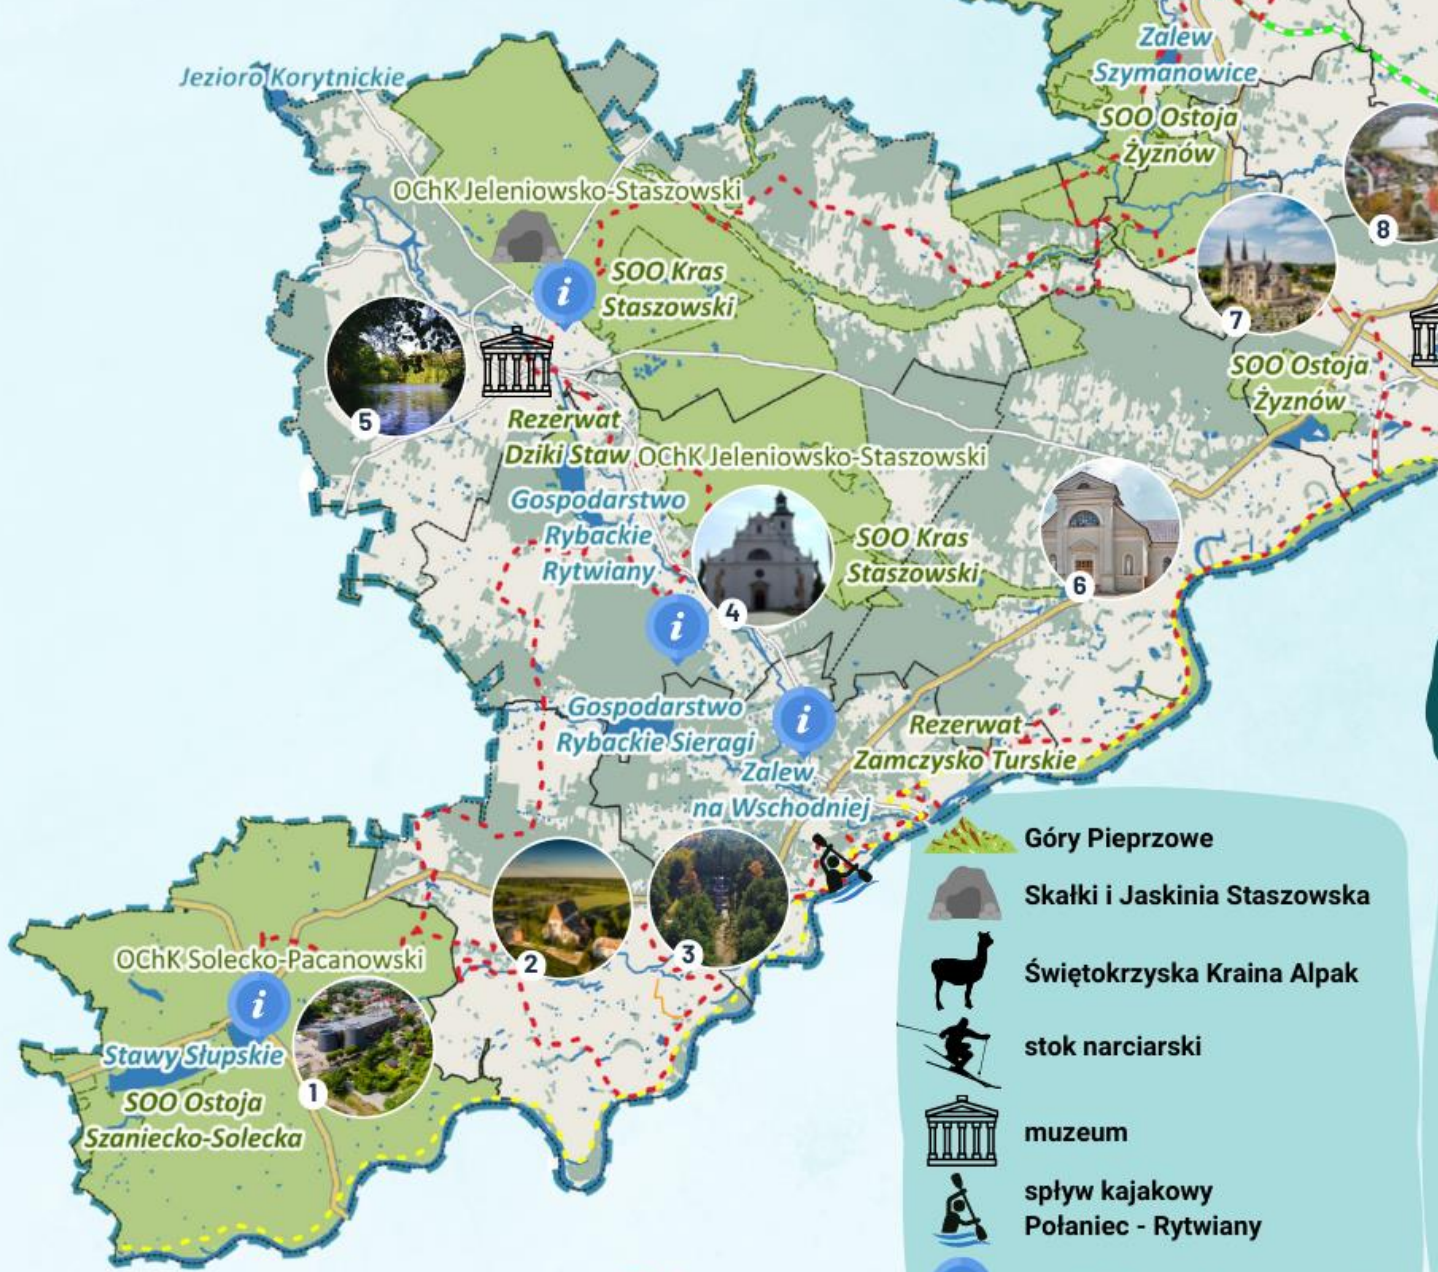 Zalew
Szymanowice
Jezioro Korytnickie
SOO Ostoja
Żyznów
OChK Jeleniowsko-Staszowski
8
i
SOO Kras
Staszowski
7
SOO Ostoja
Żyznów
5
Rezerwat
Dziki Staw
OChK Jeleniowsko-Staszowski
Gospodarstwo
Rybackie
Rytwiany
SOO Kras
Staszowski
6
4
i
Gospodarstwo
Rybackie Sieragi
i
Rezerwat
Zamczysko Turskie
Zalew
na Wschodniej
2
3
OChK Solecko-Pacanowski
i
Stawy Słupskie
1
SOO Ostoja
Szaniecko-Solecka
Góry Pieprzowe
Skałki i Jaskinia Staszowska
Świętokrzyska Kraina Alpak
stok narciarski
muzeum
spływ kajakowy
Połaniec - Rytwiany